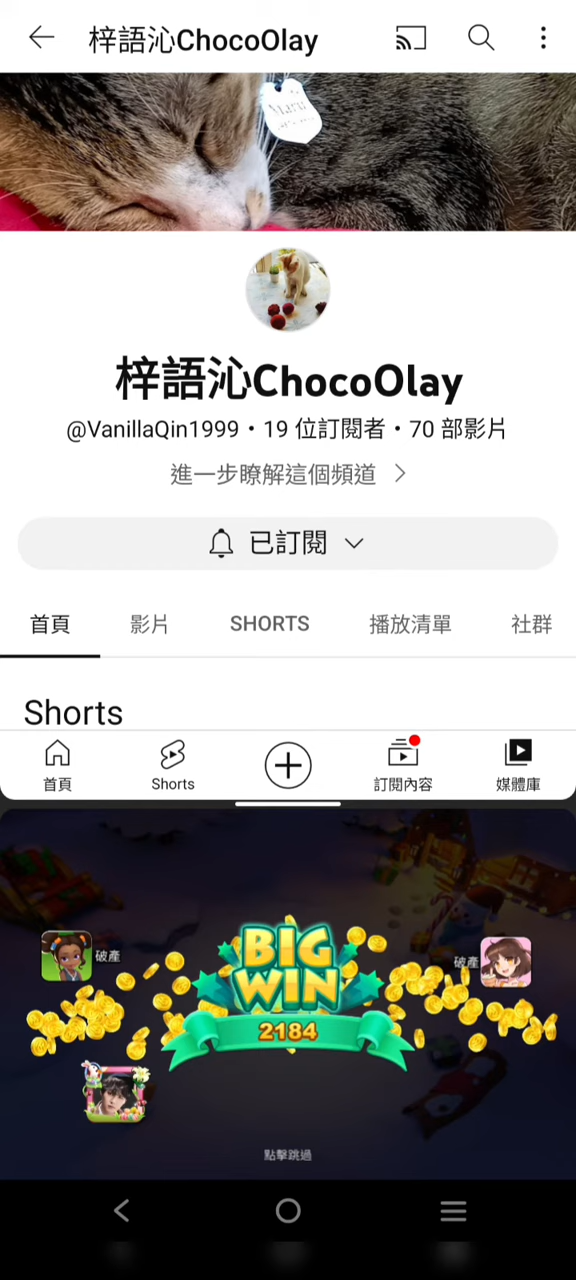 梓語沁ChocoOlay
梓語沁ChocoOlay
@VanillaQin1999・19 位訂閱者・70 部影片
進一步瞭解這個頻道
已訂閱
首頁 影片 SHORTS 播放清單 社群
Shorts
首頁 Shorts 訂閱內容 媒體庫
BIG
WIN
破產 破產
2184
點擊跳過